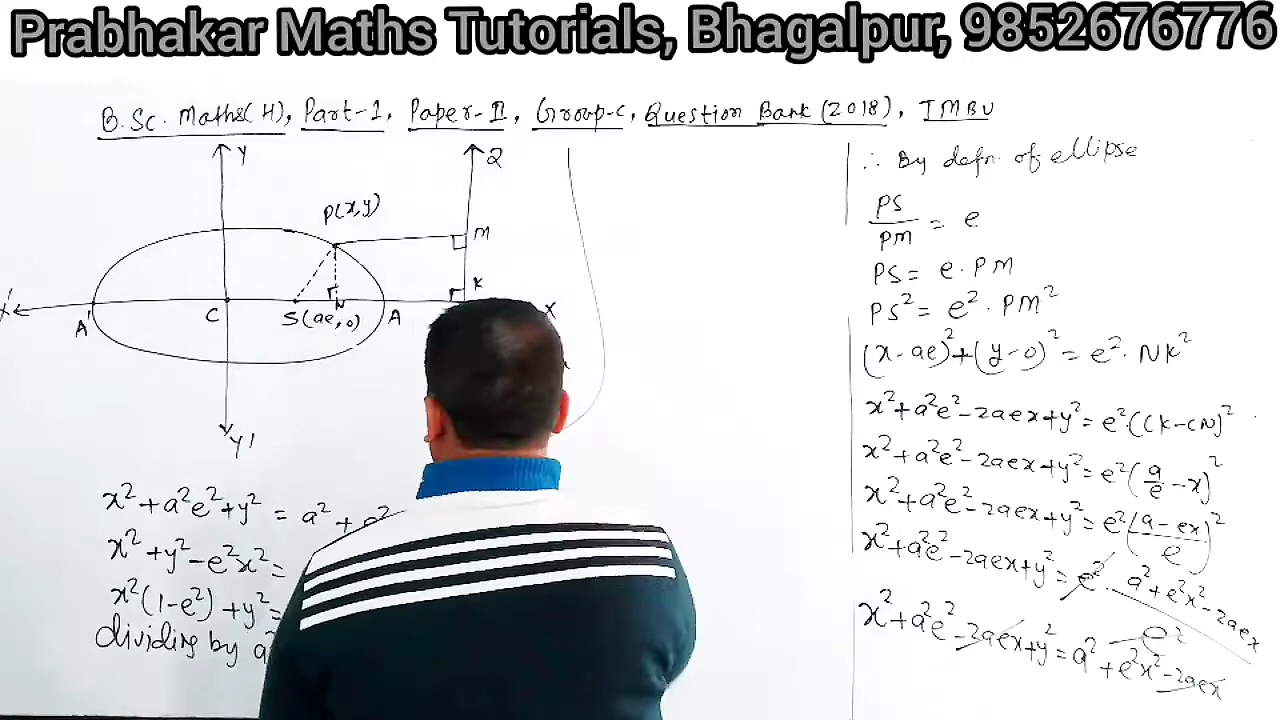 Prabhakar Maths Tutorials, Bhagalpur, 9852676776
B.Sc. Maths(H), Part-1, Paper-II, Group-C, Question Bank (2018), TMBU
Y
Z
P(x,y)
M
K
X'
A'
C
S(ae,0)
N
A
X
Y'
x²+a²e²+y² = a²+e²
x²+y²-e²x²=
x²(1-e²)+y²=
dividing by a
∴ By defn. of ellipse
PS/PM = e
PS = e.PM
PS² = e².PM²
(x-ae)²+(y-0)² = e².NK²
x²+a²e²-2aex+y²=e²(CK-CN)²
x²+a²e²-2aex+y²=e²(a/e -x)²
x²+a²e²-2aex+y²=e²((a-ex)/e)²
x²+a²e²-2aex+y²=e². (a²+e²x²-2aex)/e²
x²+a²e²-2aex+y²=a²+e²x²-2aex